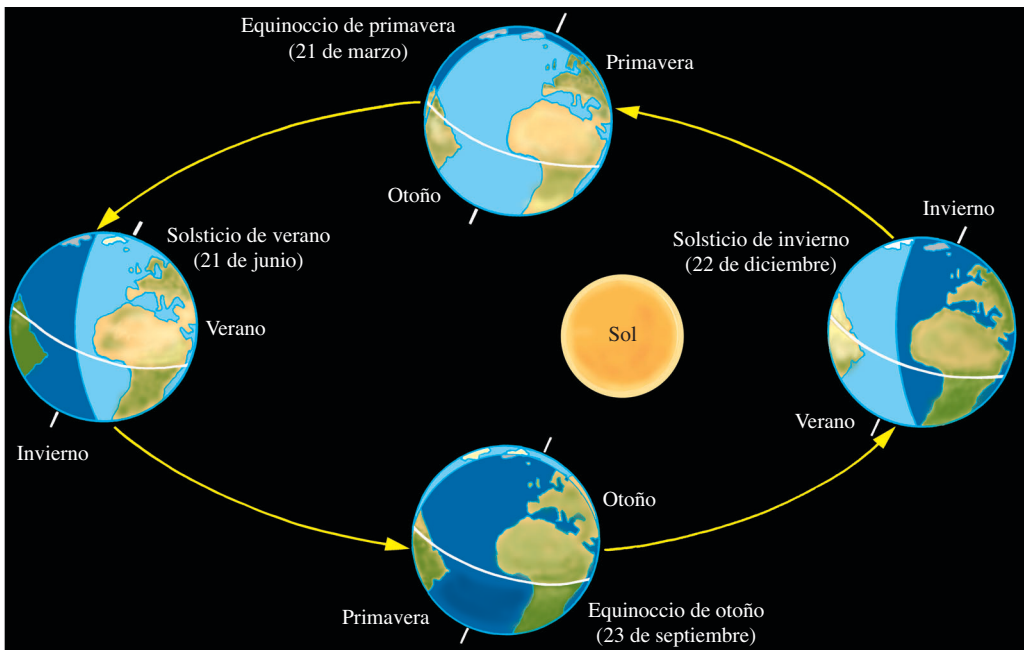 Equinoccio de primavera
(21 de marzo)
Primavera
Otoño
Solsticio de verano
(21 de junio)
Verano
Invierno
Sol
Invierno
Solsticio de invierno
(22 de diciembre)
Verano
Otoño
Primavera
Equinoccio de otoño
(23 de septiembre)